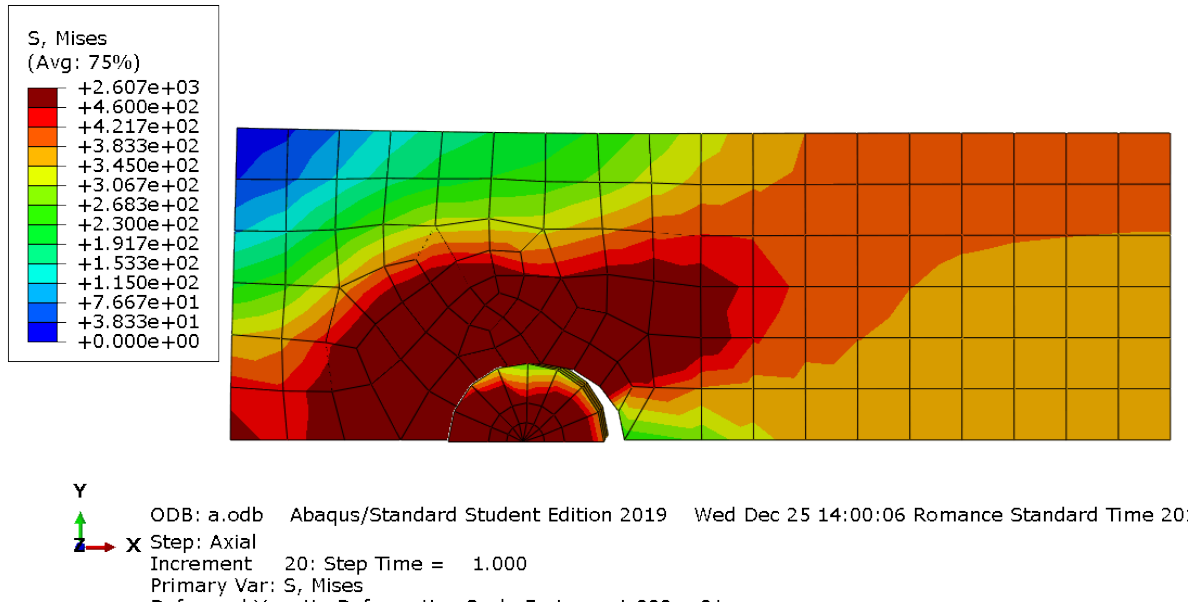 S, Mises
(Avg: 75%)
+2.607e+03
+4.600e+02
+4.217e+02
+3.833e+02
+3.450e+02
+3.067e+02
+2.683e+02
+2.300e+02
+1.917e+02
+1.533e+02
+1.150e+02
+7.667e+01
+3.833e+01
+0.000e+00
Y
Z X
ODB: a.odb Abaqus/Standard Student Edition 2019 Wed Dec 25 14:00:06 Romance Standard Time
Step: Axial
Increment 20: Step Time = 1.000
Primary Var: S, Mises